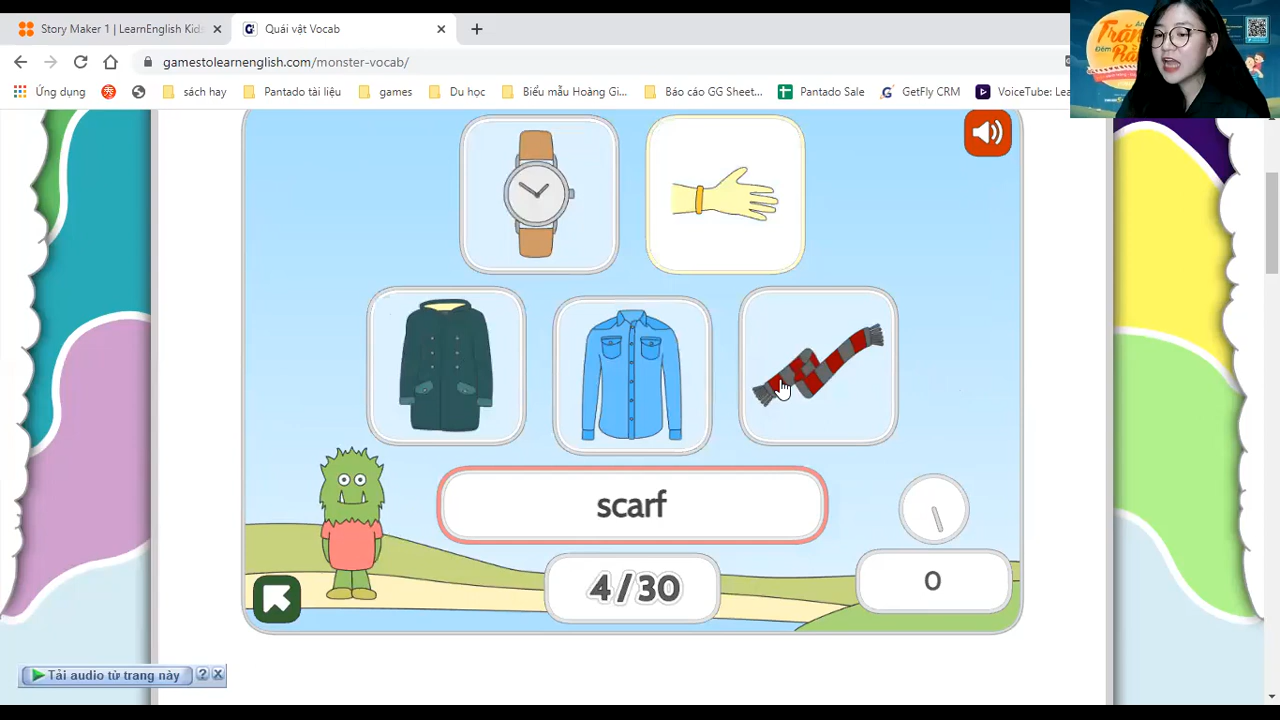 Story Maker 1 | LearnEnglish Kids
Quái vật Vocab
gamestolearnenglish.com/monster-vocab/
Ứng dụng
sách hay
Pantado tài liệu
Du học
Biểu mẫu Hoàng Gi...
Báo cáo GG Sheet...
Pantado Sale
GetFly CRM
VoiceTube: Lea
scarf
4/30
0
Tải audio từ trang này
? x